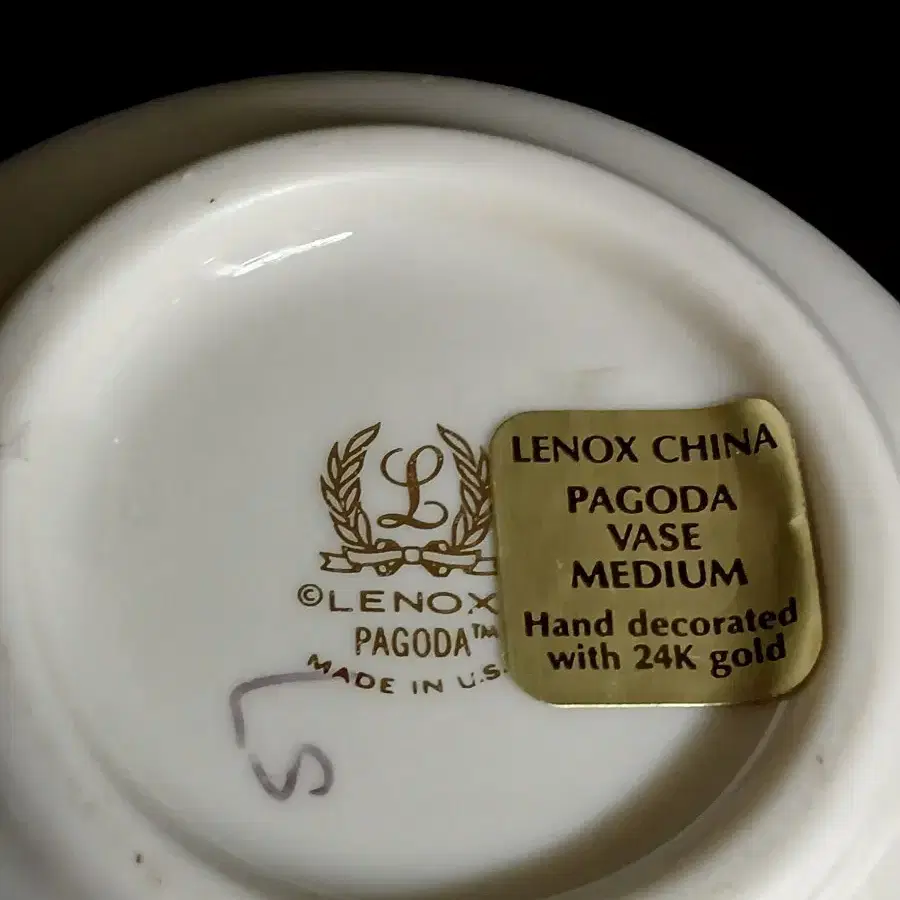 L
©LENOX
PAGODA™
MADE IN U.S.
LENOX CHINA
PAGODA
VASE
MEDIUM
Hand decorated
with 24K gold